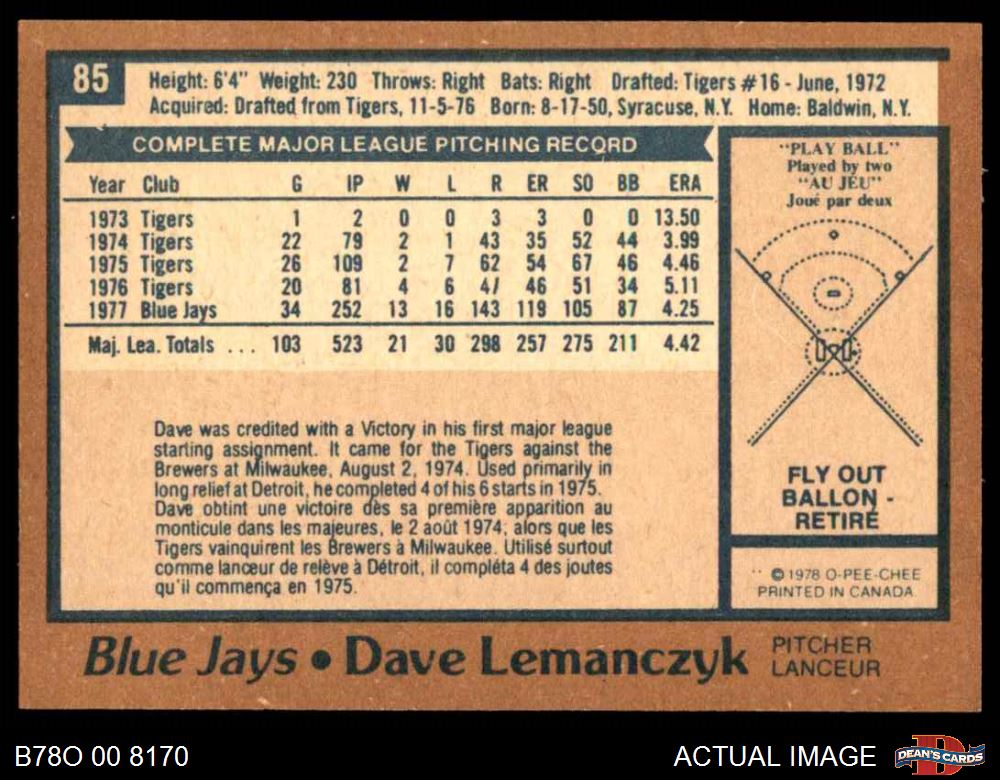 85
Height: 6'4" Weight: 230 Throws: Right Bats: Right Drafted: Tigers #16 - June, 1972
Acquired: Drafted from Tigers, 11-5-76 Born: 8-17-50, Syracuse, N.Y. Home: Baldwin, N.Y.
COMPLETE MAJOR LEAGUE PITCHING RECORD
Year Club G IP W L R ER SO BB ERA
1973 Tigers 1 2 0 0 3 3 0 0 13.50
1974 Tigers 22 79 2 1 43 35 52 44 3.99
1975 Tigers 26 109 2 7 62 54 67 46 4.46
1976 Tigers 20 81 4 6 47 46 51 34 5.11
1977 Blue Jays 34 252 13 16 143 119 105 87 4.25
Maj. Lea. Totals ... 103 523 21 30 298 257 275 211 4.42
Dave was credited with a Victory in his first major league
starting assignment. It came for the Tigers against the
Brewers at Milwaukee, August 2, 1974. Used primarily in
long relief at Detroit, he completed 4 of his 6 starts in 1975.
Dave obtint une victoire dès sa première apparition au
monticule dans les majeures, le 2 août 1974; alors que les
Tigers vainquirent les Brewers à Milwaukee. Utilisé surtout
comme lanceur de relève à Détroit, il compléta 4 des joutes
qu'il commença en 1975.
"PLAY BALL"
Played by two
"AU JEU"
Joué par deux
FLY OUT
BALLON -
RETIRÉ
© 1978 O-PEE-CHEE
PRINTED IN CANADA
Blue Jays • Dave Lemanczyk
PITCHER
LANCEUR
B78O 00 8170
ACTUAL IMAGE
DEAN'S CARDS